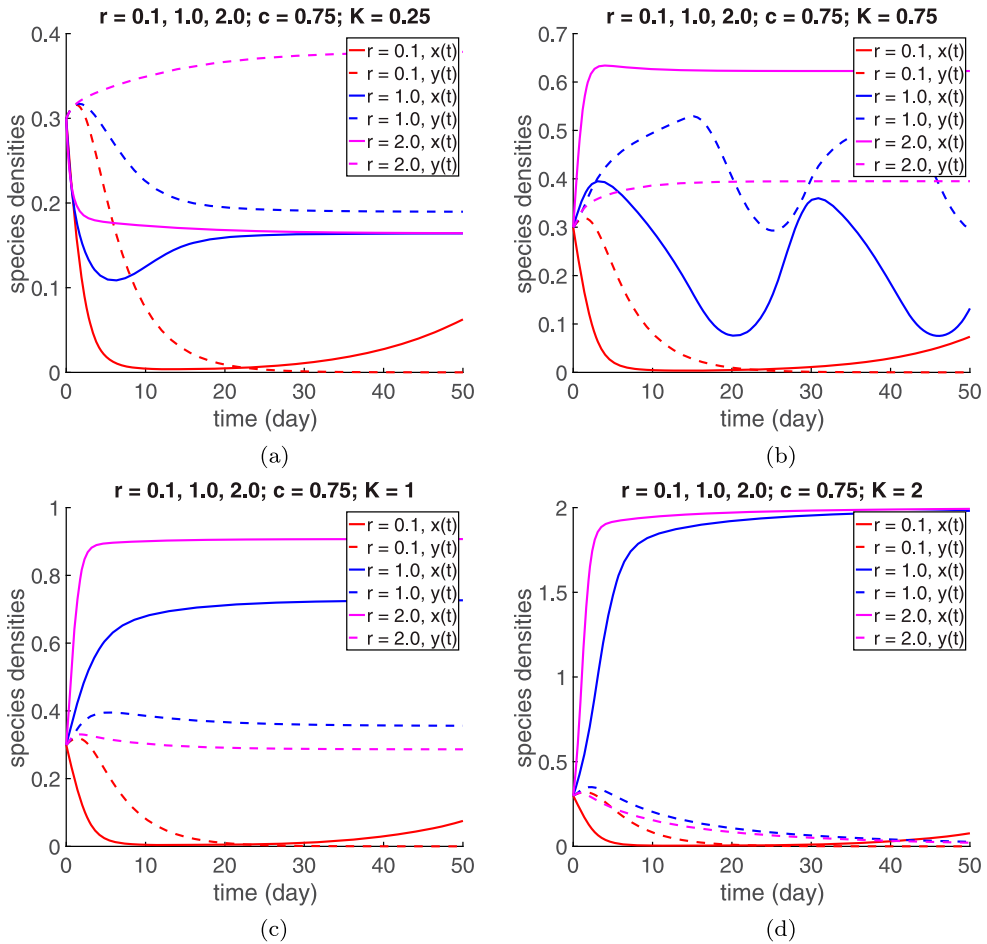 r = 0.1, 1.0, 2.0; c = 0.75; K = 0.25
species densities
0.4
0.3
0.2
0.1
0
r = 0.1, x(t)
r = 0.1, y(t)
r = 1.0, x(t)
r = 1.0, y(t)
r = 2.0, x(t)
r = 2.0, y(t)
0 10 20 30 40 50
time (day)
(a)
r = 0.1, 1.0, 2.0; c = 0.75; K = 0.75
species densities
0.7
0.6
0.5
0.4
0.3
0.2
0.1
0
r = 0.1, x(t)
r = 0.1, y(t)
r = 1.0, x(t)
r = 1.0, y(t)
r = 2.0, x(t)
r = 2.0, y(t)
0 10 20 30 40 50
time (day)
(b)
r = 0.1, 1.0, 2.0; c = 0.75; K = 1
species densities
1
0.8
0.6
0.4
0.2
0
r = 0.1, x(t)
r = 0.1, y(t)
r = 1.0, x(t)
r = 1.0, y(t)
r = 2.0, x(t)
r = 2.0, y(t)
0 10 20 30 40 50
time (day)
(c)
r = 0.1, 1.0, 2.0; c = 0.75; K = 2
species densities
2
1.5
1
0.5
0
r = 0.1, x(t)
r = 0.1, y(t)
r = 1.0, x(t)
r = 1.0, y(t)
r = 2.0, x(t)
r = 2.0, y(t)
0 10 20 30 40 50
time (day)
(d)